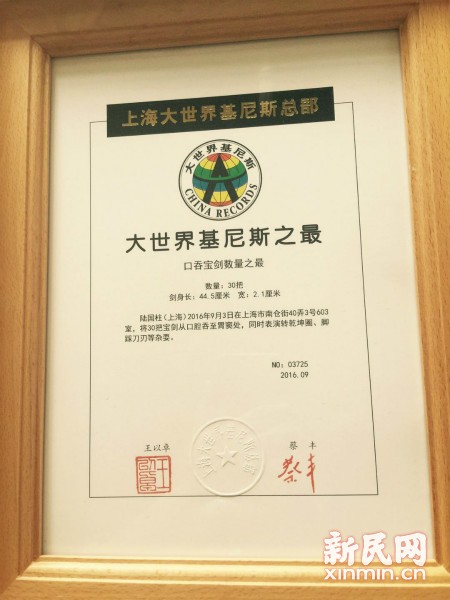 上海大世界基尼斯总部
大世界基尼斯
CHINA RECORDS
大世界基尼斯之最
口吞宝剑数量之最
数量：30把
剑身长：44.5厘米 宽：2.1厘米
陆国柱（上海）2016年9月3日在上海市南仓街40弄3号603
室，将30把宝剑从口腔吞至胃窦处，同时表演转乾坤圈、脚
踩刀刃等杂耍。
NO：03725
2016.09
王以卓
蔡 丰
蔡丰
新民网
xinmin.cn